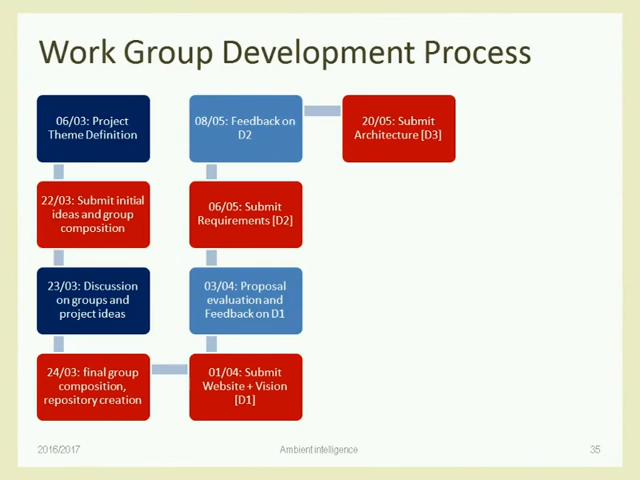 Work Group Development Process
06/03: Project
Theme Definition
22/03: Submit initial
ideas and group
composition
23/03: Discussion
on groups and
project ideas
24/03: final group
composition,
repository creation
01/04: Submit
Website + Vision
[D1]
03/04: Proposal
evaluation and
Feedback on D1
06/05: Submit
Requirements [D2]
08/05: Feedback on
D2
20/05: Submit
Architecture [D3]
2016/2017
Ambient intelligence
35